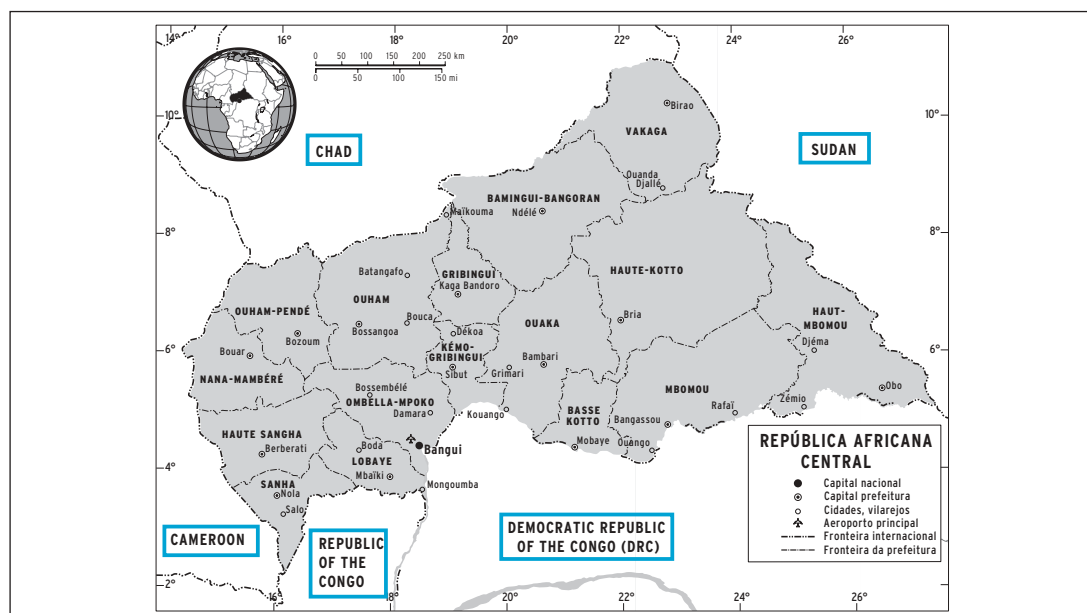 16°
18°
20°
22°
24°
26°
0 50 100 150 200 250 km
0 50 100 150 mi
10°
10°
Birao
VAKAGA
CHAD
SUDAN
Ouanda
Djallé
BAMINGUI-BANGORAN
Ndélé
Maïkouma
8°
8°
Batangafo
GRIBINGUI
Kaga Bandoro
HAUTE-KOTTO
OUHAM
OUHAM-PENDÉ
Bouca
OUAKA
Bria
HAUT-
MBOMOU
Bossangoa
Dékoa
Bozoum
Djéma
6°
6°
Bouar
KÉMO-
GRIBINGUI
Bambari
Sibut
Grimari
NANA-MAMBÉRÉ
MBOMOU
Obo
Bossembélé
OMBELLA-MPOKO
Damara
Kouango
BASSE
KOTTO
Bangassou
Rafaï
Zémio
HAUTE SANGHA
Berberati
Boda
Bangui
Mobaye
Ouango
LOBAYE
4°
4°
Mbaïki
SANHA
Nola
Mongoumba
Salo
REPÚBLICA AFRICANA
CENTRAL
Capital nacional
Capital prefeitura
Cidades, vilarejos
Aeroporto principal
Fronteira internacional
Fronteira da prefeitura
CAMEROON
REPUBLIC
OF THE
CONGO
DEMOCRATIC REPUBLIC
OF THE CONGO (DRC)
2°
2°
16°
18°
20°
22°
24°
26°